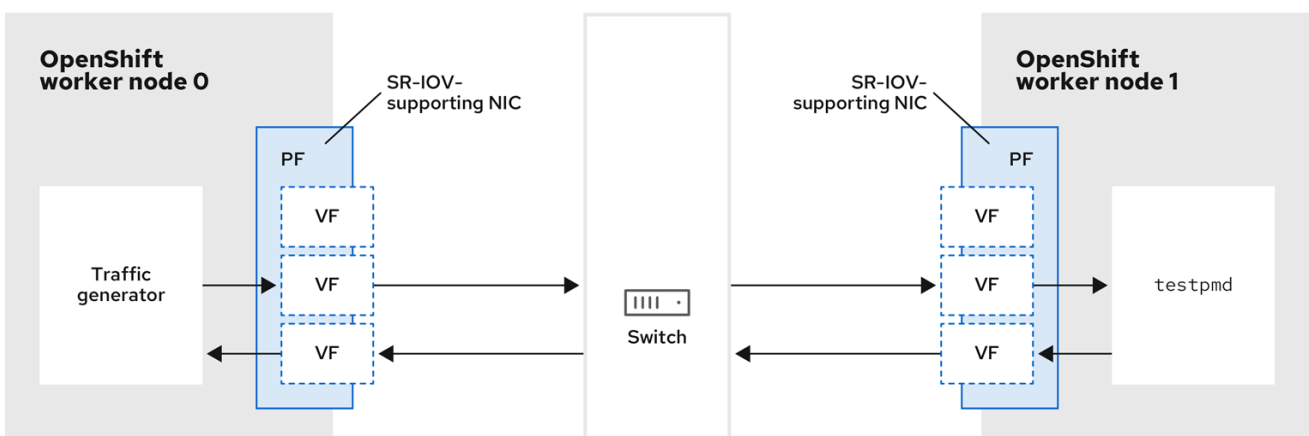 OpenShift
worker node 0
SR-IOV-
supporting NIC
PF
VF
VF
VF
Traffic
generator
Switch
SR-IOV-
supporting NIC
OpenShift
worker node 1
PF
VF
VF
VF
testpmd